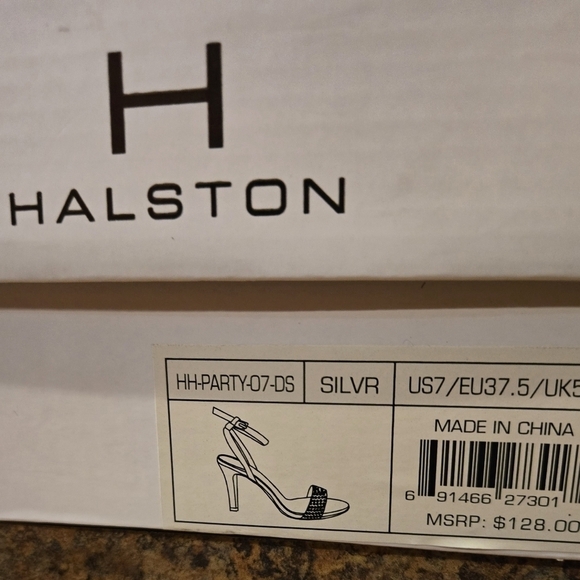 H
HALSTON
HH-PARTY-07-DS SILVR US7/EU37.5/UK5
MADE IN CHINA
6 91466 27301
MSRP: $128.00